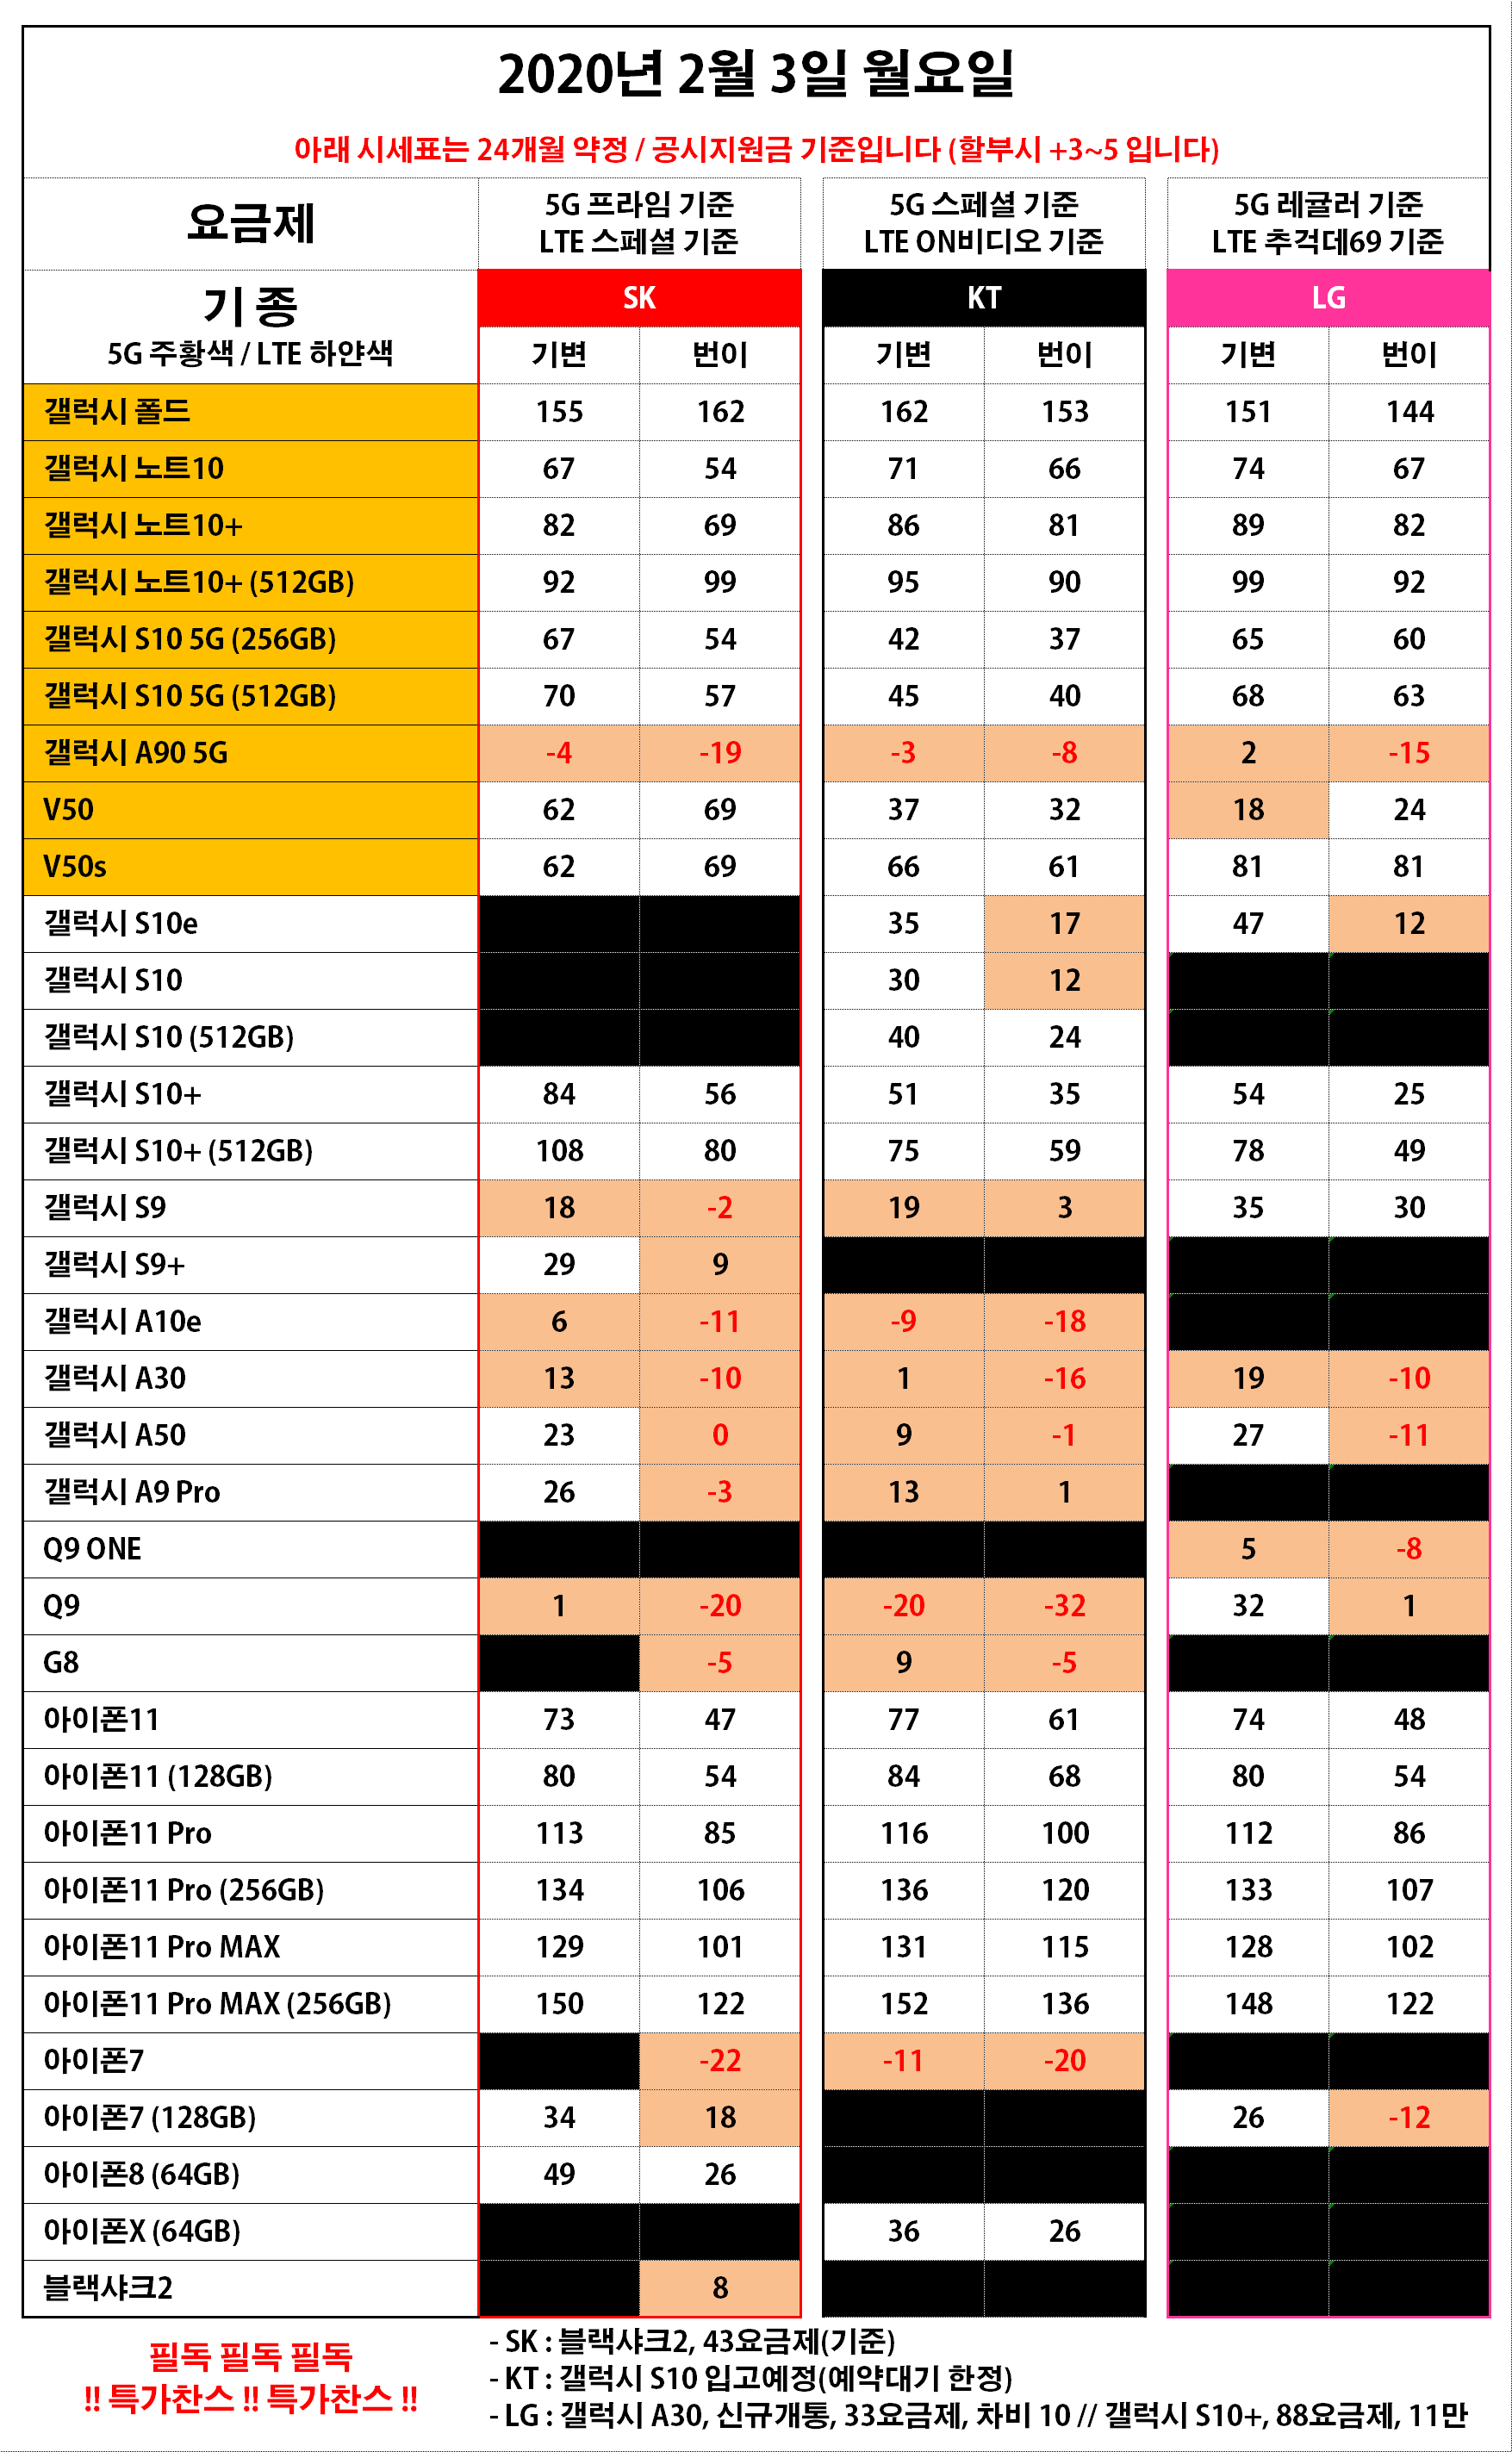 2020년 2월 3일 월요일
아래 시세표는 24개월 약정 / 공시지원금 기준입니다 (할부시 +3~5 입니다)
요금제
5G 프라임 기준
LTE 스페셜 기준
5G 스페셜 기준
LTE ON비디오 기준
5G 레귤러 기준
LTE 추걱데69 기준
기 종
5G 주황색 / LTE 하얀색
SK KT LG
기변 번이 기변 번이 기변 번이
갤럭시 폴드 155 162 162 153 151 144
갤럭시 노트10 67 54 71 66 74 67
갤럭시 노트10+ 82 69 86 81 89 82
갤럭시 노트10+ (512GB) 92 99 95 90 99 92
갤럭시 S10 5G (256GB) 67 54 42 37 65 60
갤럭시 S10 5G (512GB) 70 57 45 40 68 63
갤럭시 A90 5G -4 -19 -3 -8 2 -15
V50 62 69 37 32 18 24
V50s 62 69 66 61 81 81
갤럭시 S10e 35 17 47 12
갤럭시 S10 30 12
갤럭시 S10 (512GB) 40 24
갤럭시 S10+ 84 56 51 35 54 25
갤럭시 S10+ (512GB) 108 80 75 59 78 49
갤럭시 S9 18 -2 19 3 35 30
갤럭시 S9+ 29 9
갤럭시 A10e 6 -11 -9 -18
갤럭시 A30 13 -10 1 -16 19 -10
갤럭시 A50 23 0 9 -1 27 -11
갤럭시 A9 Pro 26 -3 13 1
Q9 ONE 5 -8
Q9 1 -20 -20 -32 32 1
G8 -5 9 -5
아이폰11 73 47 77 61 74 48
아이폰11 (128GB) 80 54 84 68 80 54
아이폰11 Pro 113 85 116 100 112 86
아이폰11 Pro (256GB) 134 106 136 120 133 107
아이폰11 Pro MAX 129 101 131 115 128 102
아이폰11 Pro MAX (256GB) 150 122 152 136 148 122
아이폰7 -22 -11 -20
아이폰7 (128GB) 34 18 26 -12
아이폰8 (64GB) 49 26
아이폰X (64GB) 36 26
블랙샤크2 8
필독 필독 필독
!! 특가찬스 !! 특가찬스 !!
- SK : 블랙샤크2, 43요금제(기준)
- KT : 갤럭시 S10 입고예정(예약대기 한정)
- LG : 갤럭시 A30, 신규개통, 33요금제, 차비 10 // 갤럭시 S10+, 88요금제, 11만